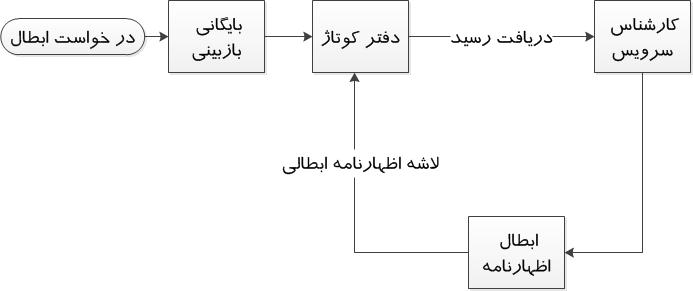 در خواست ابطال
بایگانی
بازبینی
دفتر کوتاژ
دریافت رسید
کارشناس
سرویس
لاشه اظهارنامه ابطالی
ابطال
اظهارنامه